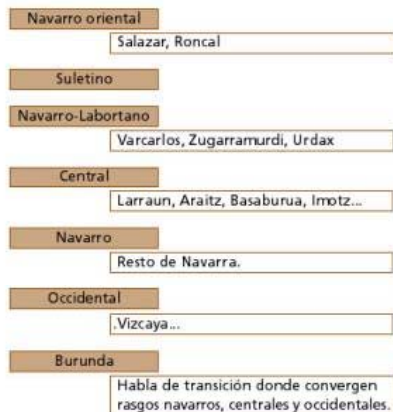 Navarro oriental
Salazar, Roncal
Suletino
Navarro-Labortano
Varcarlos, Zugarramurdi, Urdax
Central
Larraun, Araitz, Basaburua, Imotz...
Navarro
Resto de Navarra.
Occidental
.Vizcaya...
Burunda
Habla de transición donde convergen
rasgos navarros, centrales y occidentales.